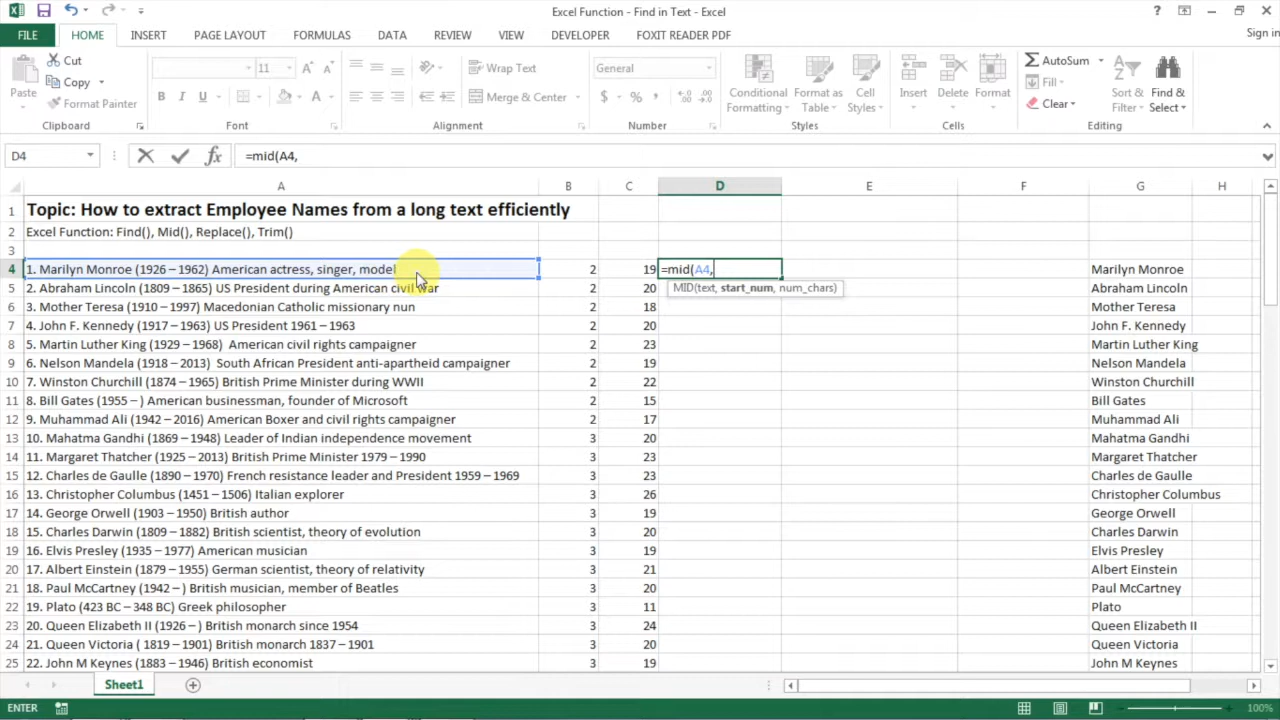 Excel Function - Find in Text - Excel
FILE HOME INSERT PAGE LAYOUT FORMULAS DATA REVIEW VIEW DEVELOPER FOXIT READER PDF Sign in
Paste Cut Copy Format Painter
11 A A Wrap Text General
B I U A Merge & Center $ % ,
Conditional Formatting Format as Table Cell Styles
Insert Delete Format
AutoSum Fill Clear Sort & Filter Find & Select
Clipboard Font Alignment Number Styles Cells Editing
D4 fx =mid(A4,
A B C D E F G H
1 Topic: How to extract Employee Names from a long text efficiently
2 Excel Function: Find(), Mid(), Replace(), Trim()
3
4 1. Marilyn Monroe (1926 – 1962) American actress, singer, model 2 19 =mid(A4, Marilyn Monroe
MID(text, start_num, num_chars)
5 2. Abraham Lincoln (1809 – 1865) US President during American civil war 2 20 Abraham Lincoln
6 3. Mother Teresa (1910 – 1997) Macedonian Catholic missionary nun 2 18 Mother Teresa
7 4. John F. Kennedy (1917 – 1963) US President 1961 – 1963 2 20 John F. Kennedy
8 5. Martin Luther King (1929 – 1968)  American civil rights campaigner 2 23 Martin Luther King
9 6. Nelson Mandela (1918 – 2013)  South African President anti-apartheid campaigner 2 19 Nelson Mandela
10 7. Winston Churchill (1874 – 1965) British Prime Minister during WWII 2 22 Winston Churchill
11 8. Bill Gates (1955 – ) American businessman, founder of Microsoft 2 15 Bill Gates
12 9. Muhammad Ali (1942 – 2016) American Boxer and civil rights campaigner 2 17 Muhammad Ali
13 10. Mahatma Gandhi (1869 – 1948) Leader of Indian independence movement 3 20 Mahatma Gandhi
14 11. Margaret Thatcher (1925 – 2013) British Prime Minister 1979 – 1990 3 23 Margaret Thatcher
15 12. Charles de Gaulle (1890 – 1970) French resistance leader and President 1959 – 1969 3 23 Charles de Gaulle
16 13. Christopher Columbus (1451 – 1506) Italian explorer 3 26 Christopher Columbus
17 14. George Orwell (1903 – 1950) British author 3 19 George Orwell
18 15. Charles Darwin (1809 – 1882) British scientist, theory of evolution 3 20 Charles Darwin
19 16. Elvis Presley (1935 – 1977) American musician 3 19 Elvis Presley
20 17. Albert Einstein (1879 – 1955) German scientist, theory of relativity 3 21 Albert Einstein
21 18. Paul McCartney (1942 – ) British musician, member of Beatles 3 20 Paul McCartney
22 19. Plato (423 BC – 348 BC) Greek philosopher 3 11 Plato
23 20. Queen Elizabeth II (1926 – ) British monarch since 1954 3 24 Queen Elizabeth II
24 21. Queen Victoria ( 1819 – 1901) British monarch 1837 – 1901 3 20 Queen Victoria
25 22. John M Keynes (1883 – 1946) British economist 3 19 John M Keynes
Sheet1
ENTER 100%